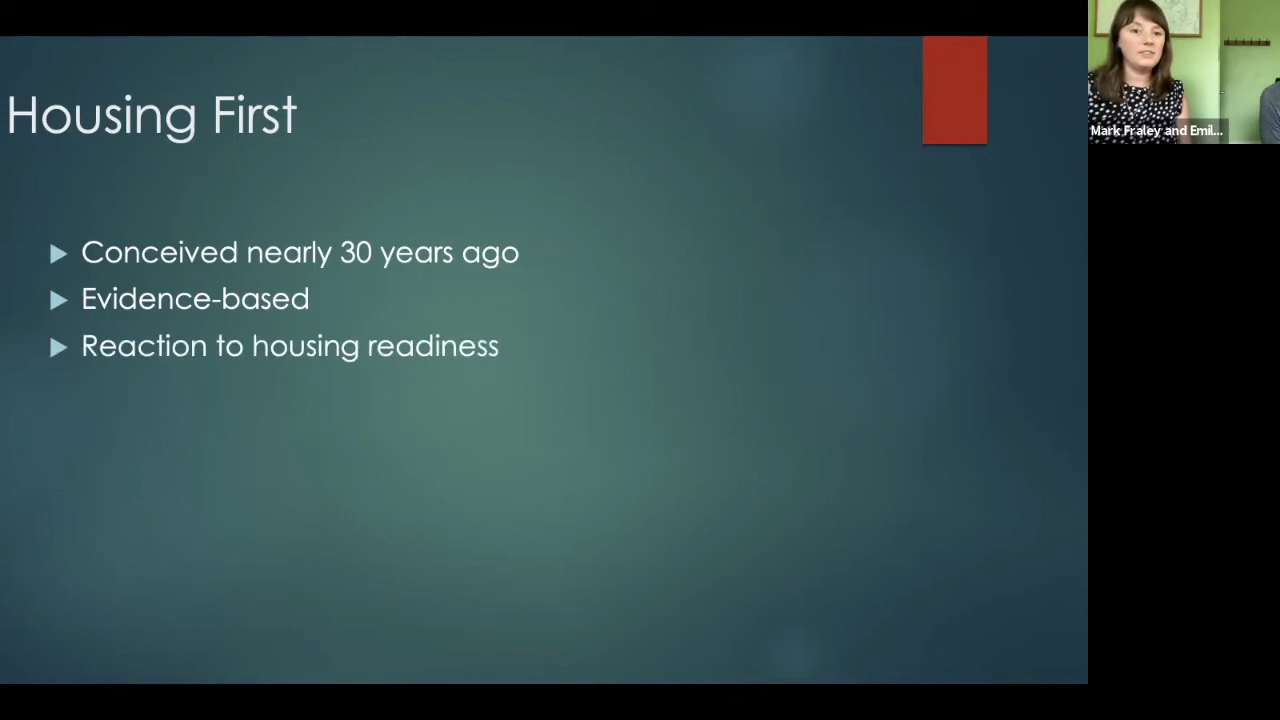 Housing First
Conceived nearly 30 years ago
Evidence-based
Reaction to housing readiness
Mark Fraley and Emil...